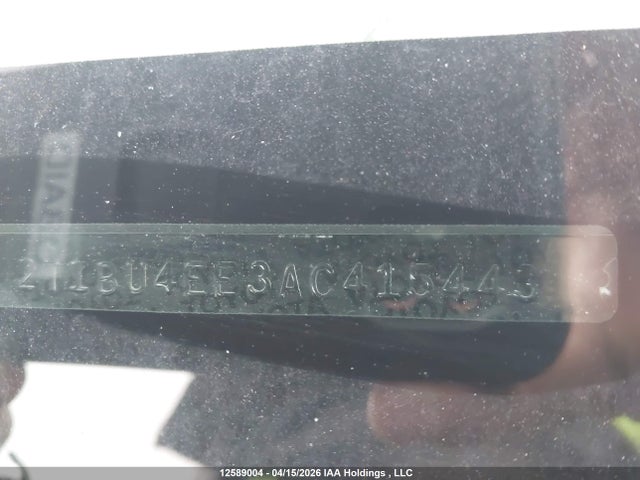 2T1BU4EE3AC415443
12589004 - 04/15/2026 IAA Holdings , LLC